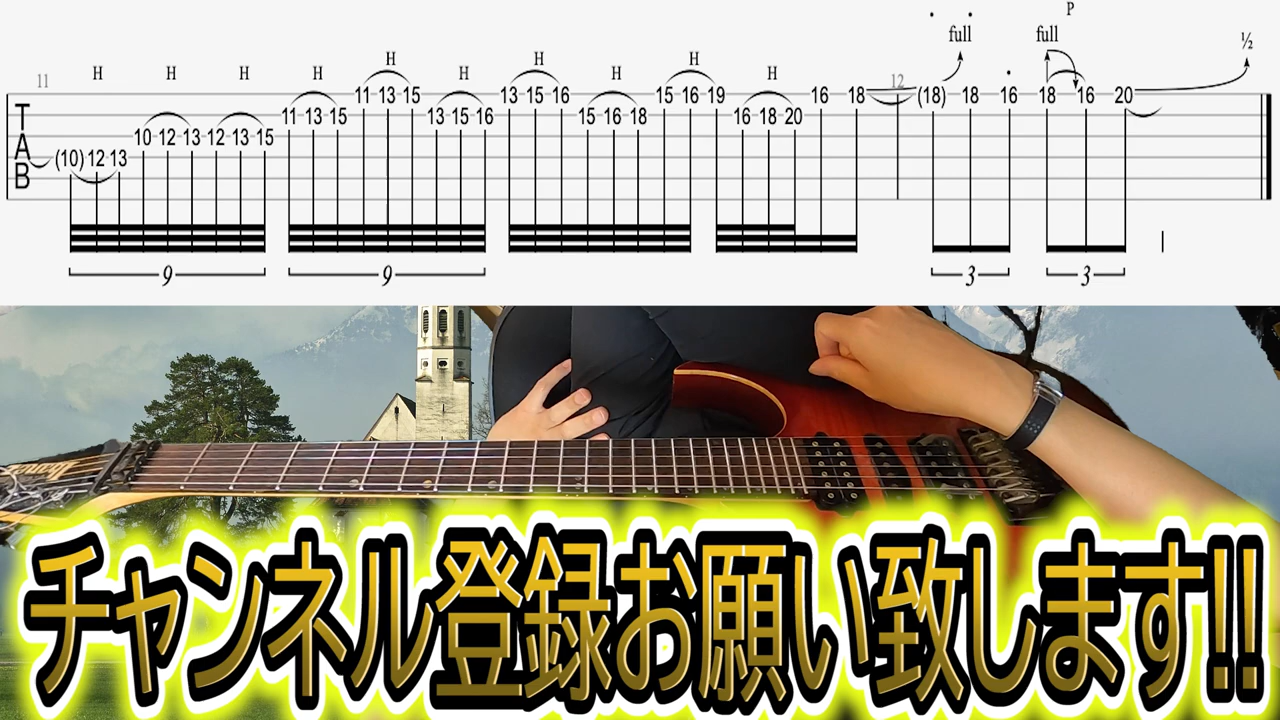 P
full full ½
H H H H H H H H H H
11 12
11 13 15 13 15 16 15 16 19 16 18 (18) 18 16 18 16 20
T 11 13 15 13 15 16 15 16 18 16 18 20
A 10 12 13 12 13 15
B (10) 12 13
9 9 3 3
Ibanez
チャンネル登録お願い致します!!